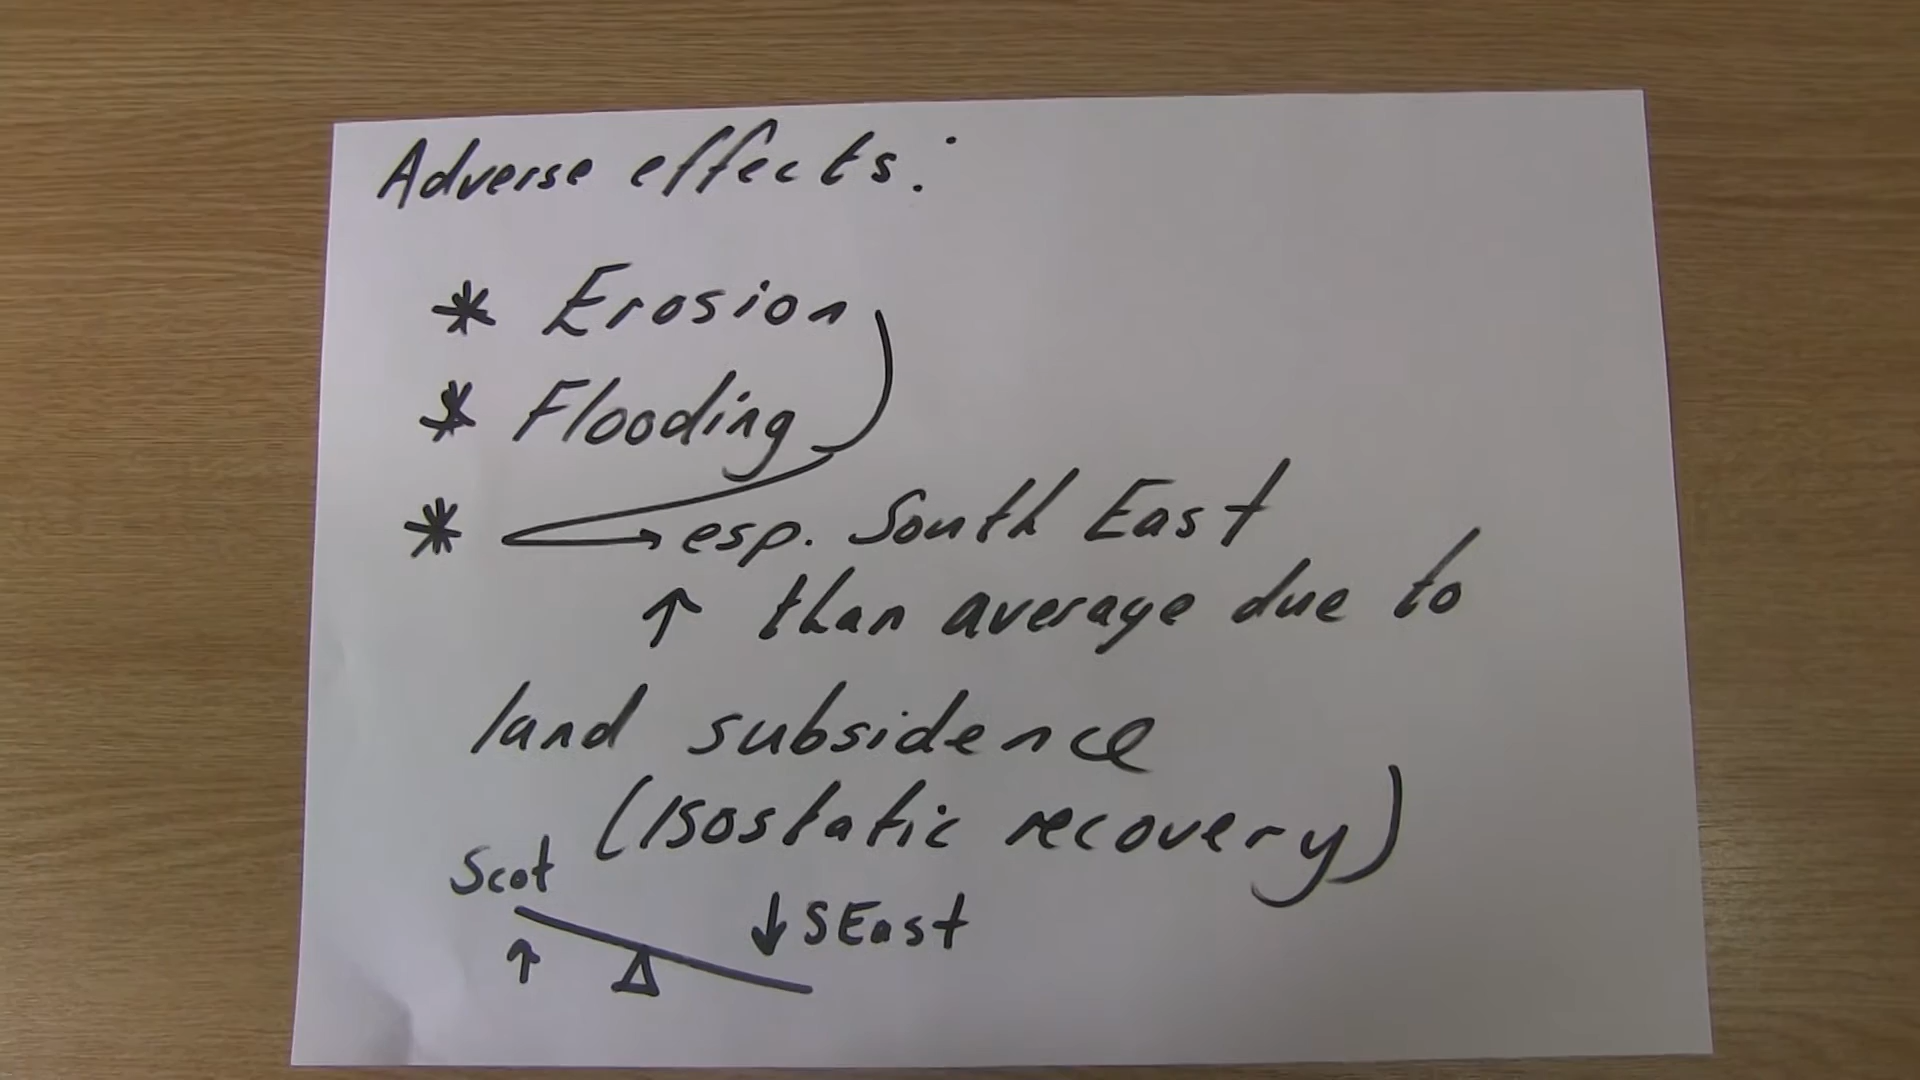 Adverse effects:
* Erosion
* Flooding
* → esp. South East
↑ than average due to
land subsidence
(Isostatic recovery)
Scot
↑
↓ SEast